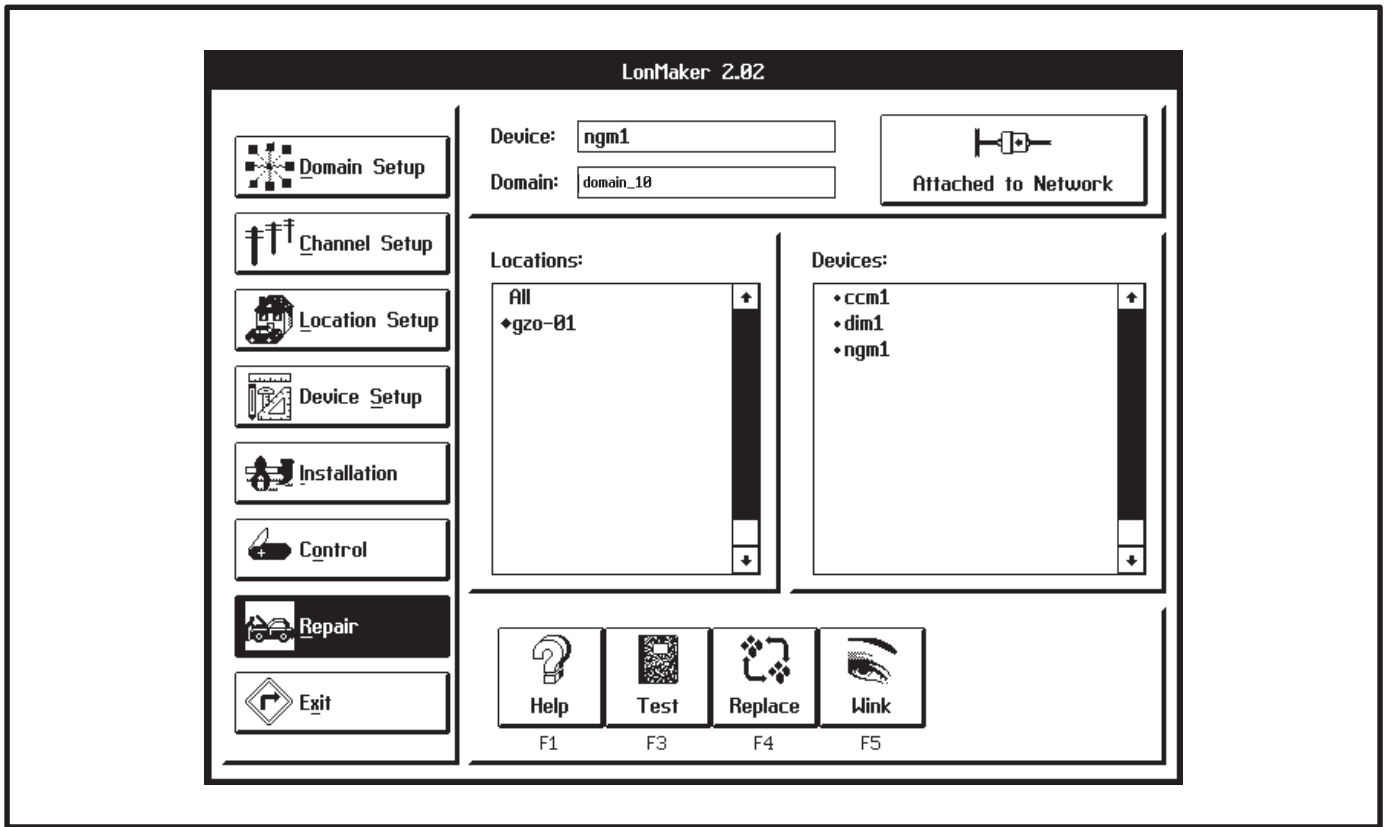 LonMaker 2.02
Domain Setup
Channel Setup
Location Setup
Device Setup
Installation
Control
Repair
Exit
Device: ngm1
Domain: domain_10
Attached to Network
Locations:
All
gzo-01
Devices:
ccm1
dim1
ngm1
Help Test Replace Wink
F1 F3 F4 F5